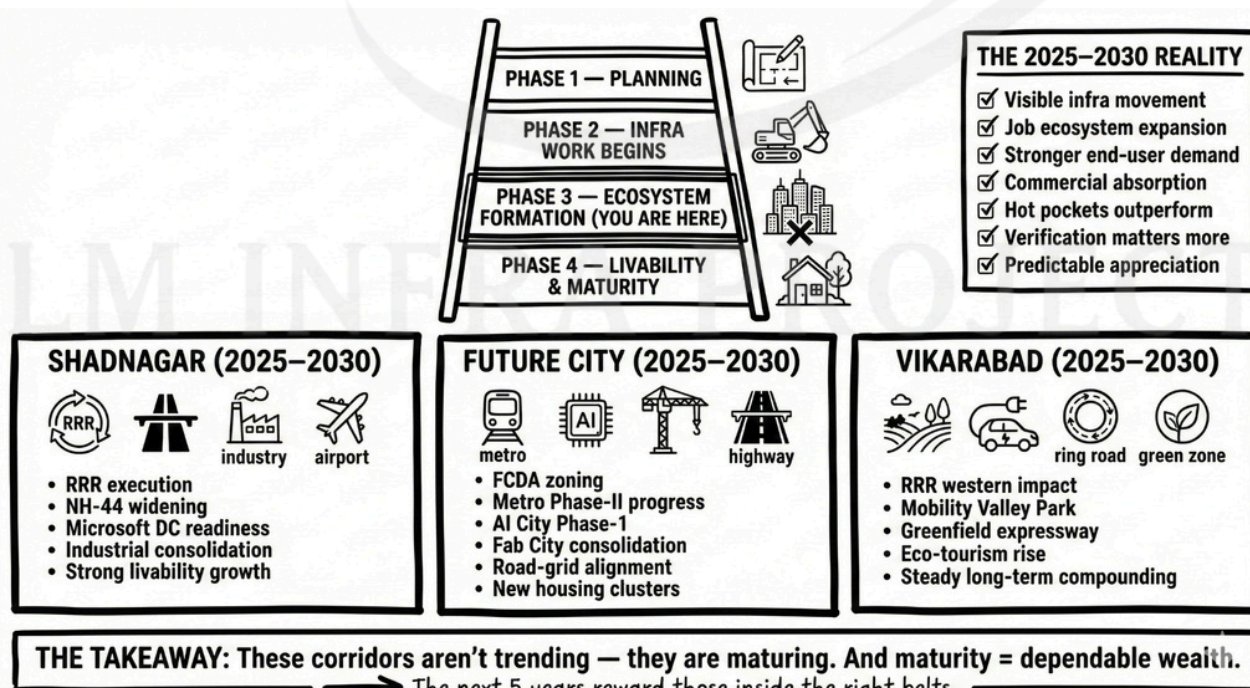 PHASE 1 — PLANNING
PHASE 2 — INFRA
WORK BEGINS
PHASE 3 — ECOSYSTEM
FORMATION (YOU ARE HERE)
PHASE 4 — LIVABILITY
& MATURITY
THE 2025–2030 REALITY
Visible infra movement
Job ecosystem expansion
Stronger end-user demand
Commercial absorption
Hot pockets outperform
Verification matters more
Predictable appreciation
LM INFRA PROJECT
SHADNAGAR (2025–2030)
RRR
industry airport
• RRR execution
• NH-44 widening
• Microsoft DC readiness
• Industrial consolidation
• Strong livability growth
FUTURE CITY (2025–2030)
AI
metro highway
• FCDA zoning
• Metro Phase-II progress
• AI City Phase-1
• Fab City consolidation
• Road-grid alignment
• New housing clusters
VIKARABAD (2025–2030)
ring road green zone
• RRR western impact
• Mobility Valley Park
• Greenfield expressway
• Eco-tourism rise
• Steady long-term compounding
THE TAKEAWAY: These corridors aren't trending — they are maturing. And maturity = dependable wealth.
The next 5 years reward those inside the right belts